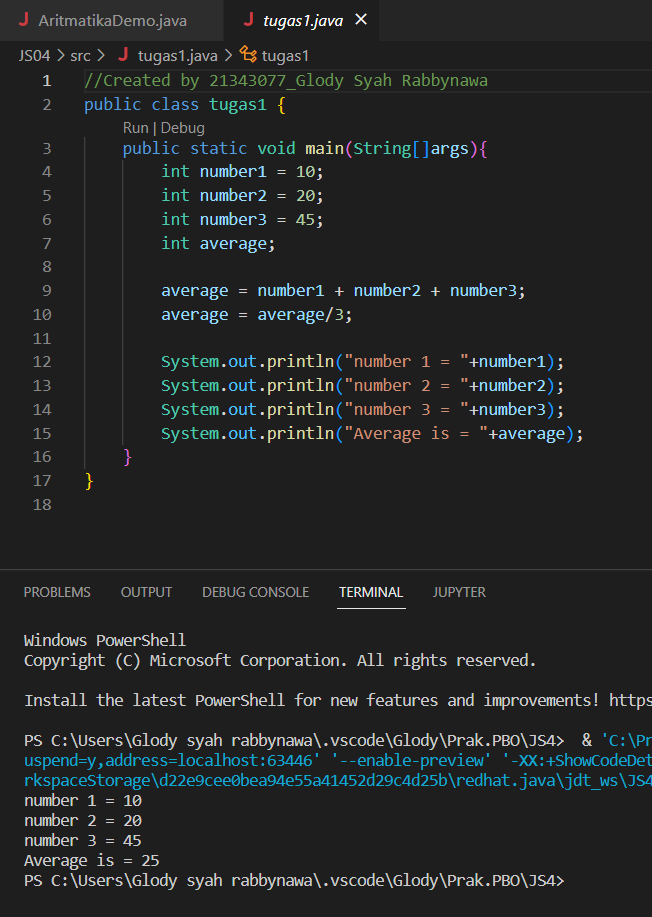 J AritmatikaDemo.java J tugas1.java ×
JS04 > src > J tugas1.java > tugas1
1 //Created by 21343077_Glody Syah Rabbynawa
2 public class tugas1 {
Run | Debug
3 public static void main(String[]args){
4 int number1 = 10;
5 int number2 = 20;
6 int number3 = 45;
7 int average;
8
9 average = number1 + number2 + number3;
10 average = average/3;
11
12 System.out.println("number 1 = "+number1);
13 System.out.println("number 2 = "+number2);
14 System.out.println("number 3 = "+number3);
15 System.out.println("Average is = "+average);
16 }
17 }
18
PROBLEMS OUTPUT DEBUG CONSOLE TERMINAL JUPYTER
Windows PowerShell
Copyright (C) Microsoft Corporation. All rights reserved.
Install the latest PowerShell for new features and improvements! https
PS C:\Users\Glody syah rabbynawa\.vscode\Glody\Prak.PBO\JS4> & 'C:\Pr
uspend=y,address=localhost:63446' '--enable-preview' '-XX:+ShowCodeDet
rkspaceStorage\d22e9cee0bea94e55a41452d29c4d25b\redhat.java\jdt_ws\JS4
number 1 = 10
number 2 = 20
number 3 = 45
Average is = 25
PS C:\Users\Glody syah rabbynawa\.vscode\Glody\Prak.PBO\JS4>